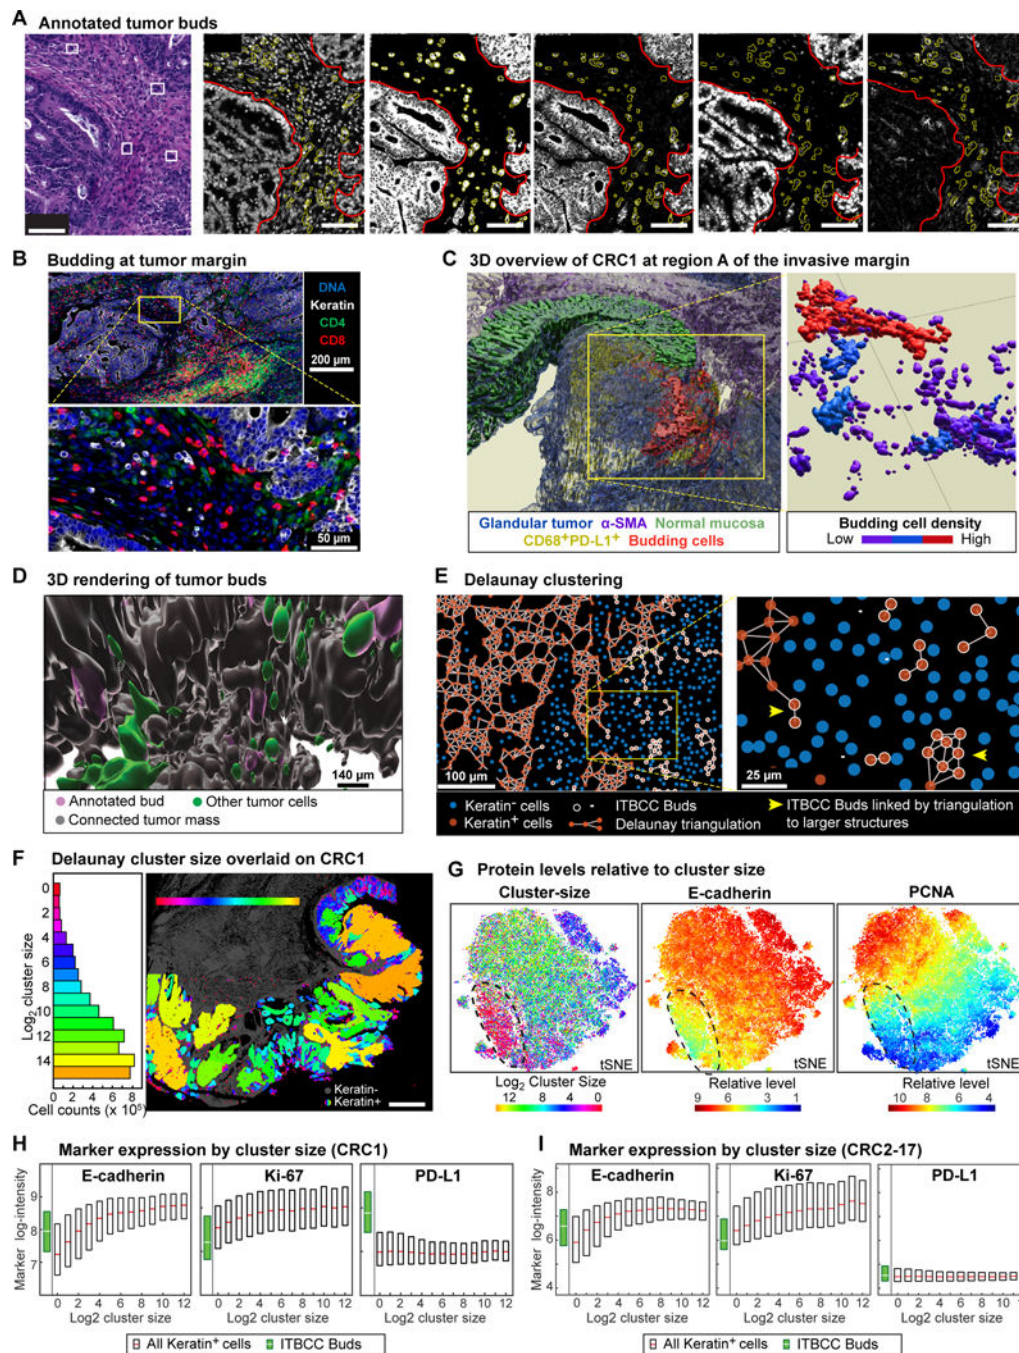 A Annotated tumor buds
B Budding at tumor margin
DNA
Keratin
CD4
CD8
200 µm
50 µm
C 3D overview of CRC1 at region A of the invasive margin
Glandular tumor α-SMA Normal mucosa
CD68+PD-L1+ Budding cells
Budding cell density
Low High
D 3D rendering of tumor buds
140 µm
Annotated bud Other tumor cells
Connected tumor mass
E Delaunay clustering
100 µm
25 µm
Keratin- cells ITBCC Buds ITBCC Buds linked by triangulation
Keratin+ cells Delaunay triangulation to larger structures
F Delaunay cluster size overlaid on CRC1
Log2 cluster size
0
2
4
6
8
10
12
14
0 2 4 6 8
Cell counts (x 10^5)
Keratin-
Keratin+
G Protein levels relative to cluster size
Cluster-size E-cadherin PCNA
tSNE tSNE tSNE
Log2 Cluster Size Relative level Relative level
12 8 4 0 9 6 3 1 10 8 6 4
H Marker expression by cluster size (CRC1)
E-cadherin Ki-67 PD-L1
Marker log-intensity
9
8
7
0 2 4 6 8 10 12 0 2 4 6 8 10 12 0 2 4 6 8 10 12
Log2 cluster size Log2 cluster size Log2 cluster size
All Keratin+ cells ITBCC Buds
I Marker expression by cluster size (CRC2-17)
E-cadherin Ki-67 PD-L1
Marker log-intensity
8
6
4
0 2 4 6 8 10 12 0 2 4 6 8 10 12 0 2 4 6 8 10 12
Log2 cluster size Log2 cluster size Log2 cluster size
All Keratin+ cells ITBCC Buds